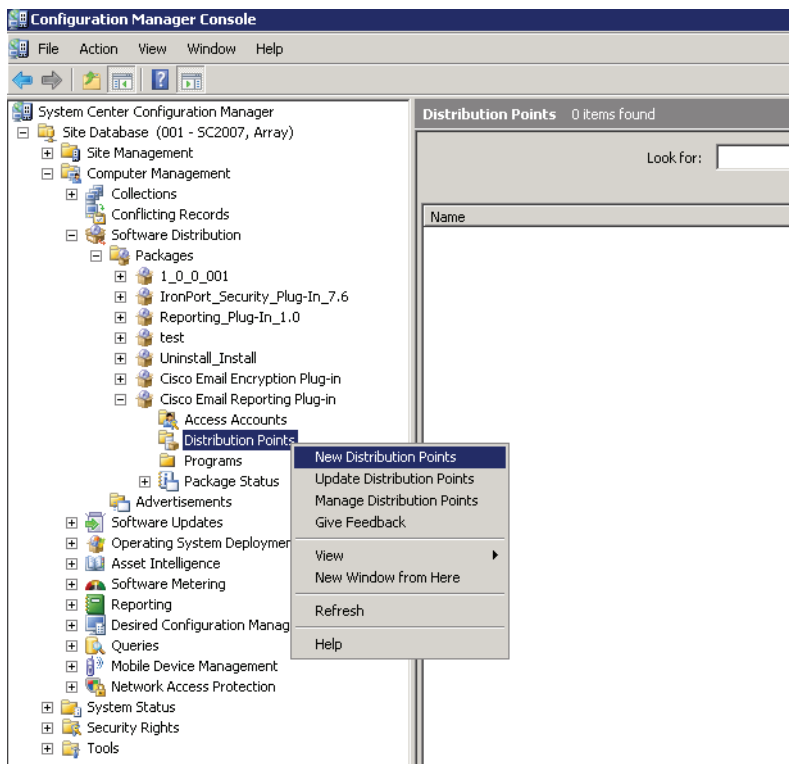 Configuration Manager Console
File Action View Window Help
System Center Configuration Manager
Site Database (001 - SC2007, Array)
Site Management
Computer Management
Collections
Conflicting Records
Software Distribution
Packages
1_0_0_001
IronPort_Security_Plug-In_7.6
Reporting_Plug-In_1.0
test
Uninstall_Install
Cisco Email Encryption Plug-in
Cisco Email Reporting Plug-in
Access Accounts
Distribution Points
Programs
Package Status
Advertisements
Software Updates
Operating System Deploymen
Asset Intelligence
Software Metering
Reporting
Desired Configuration Manag
Queries
Mobile Device Management
Network Access Protection
System Status
Security Rights
Tools
New Distribution Points
Update Distribution Points
Manage Distribution Points
Give Feedback
View
New Window from Here
Refresh
Help
Distribution Points 0 items found
Look for:
Name